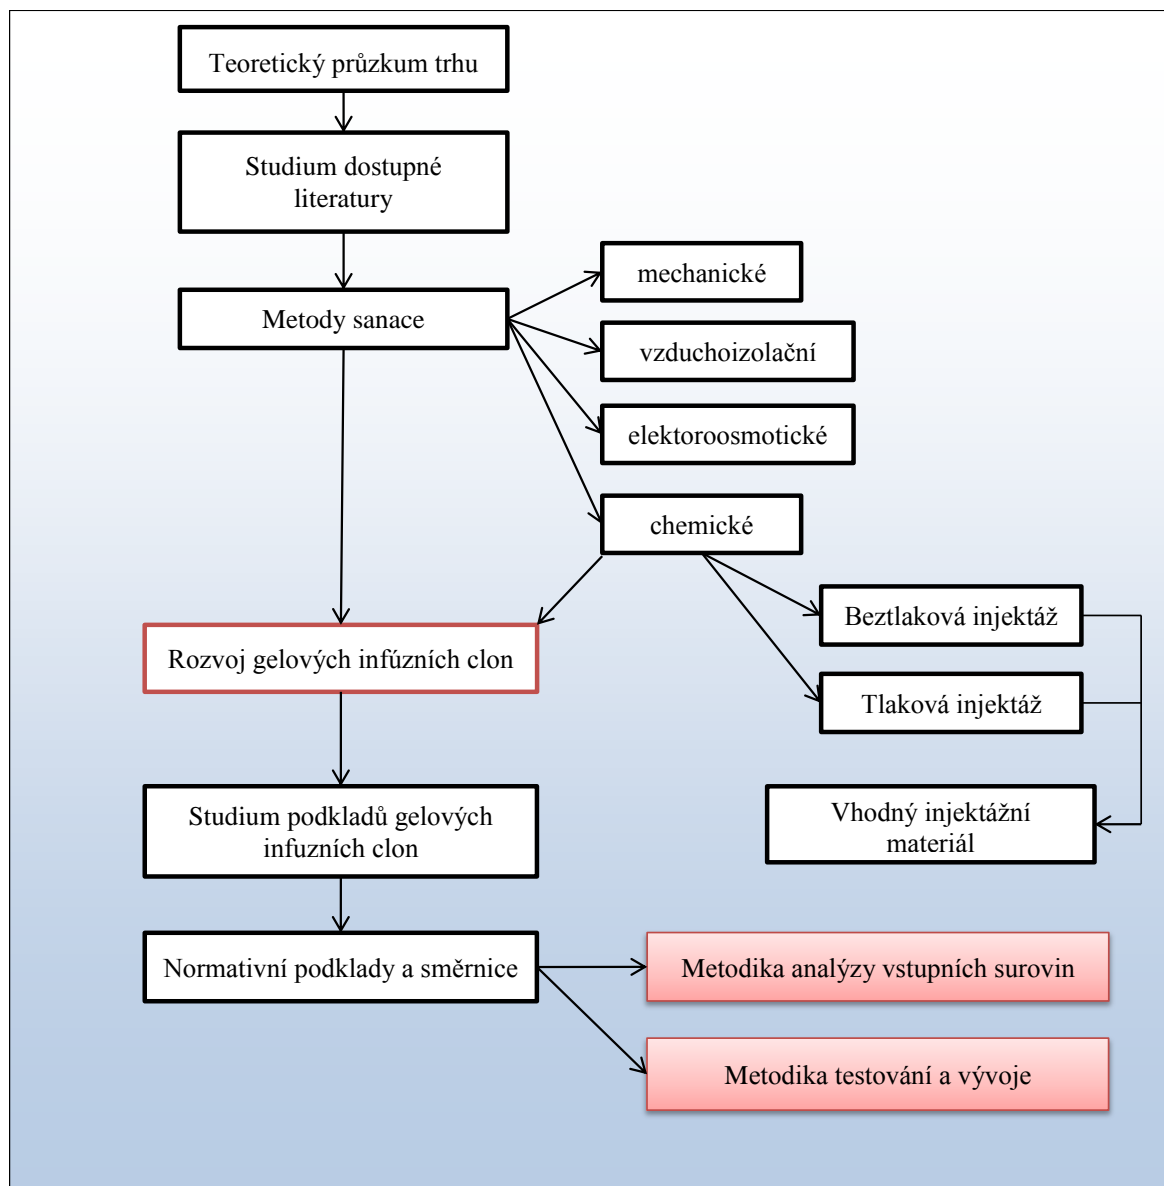 Teoretický průzkum trhu
Studium dostupné
literatury
Metody sanace
mechanické
vzduchoizolační
elektoroosmotické
chemické
Beztlaková injektáž
Tlaková injektáž
Vhodný injektážní
materiál
Rozvoj gelových infúzních clon
Studium podkladů gelových
infuzních clon
Normativní podklady a směrnice
Metodika analýzy vstupních surovin
Metodika testování a vývoje